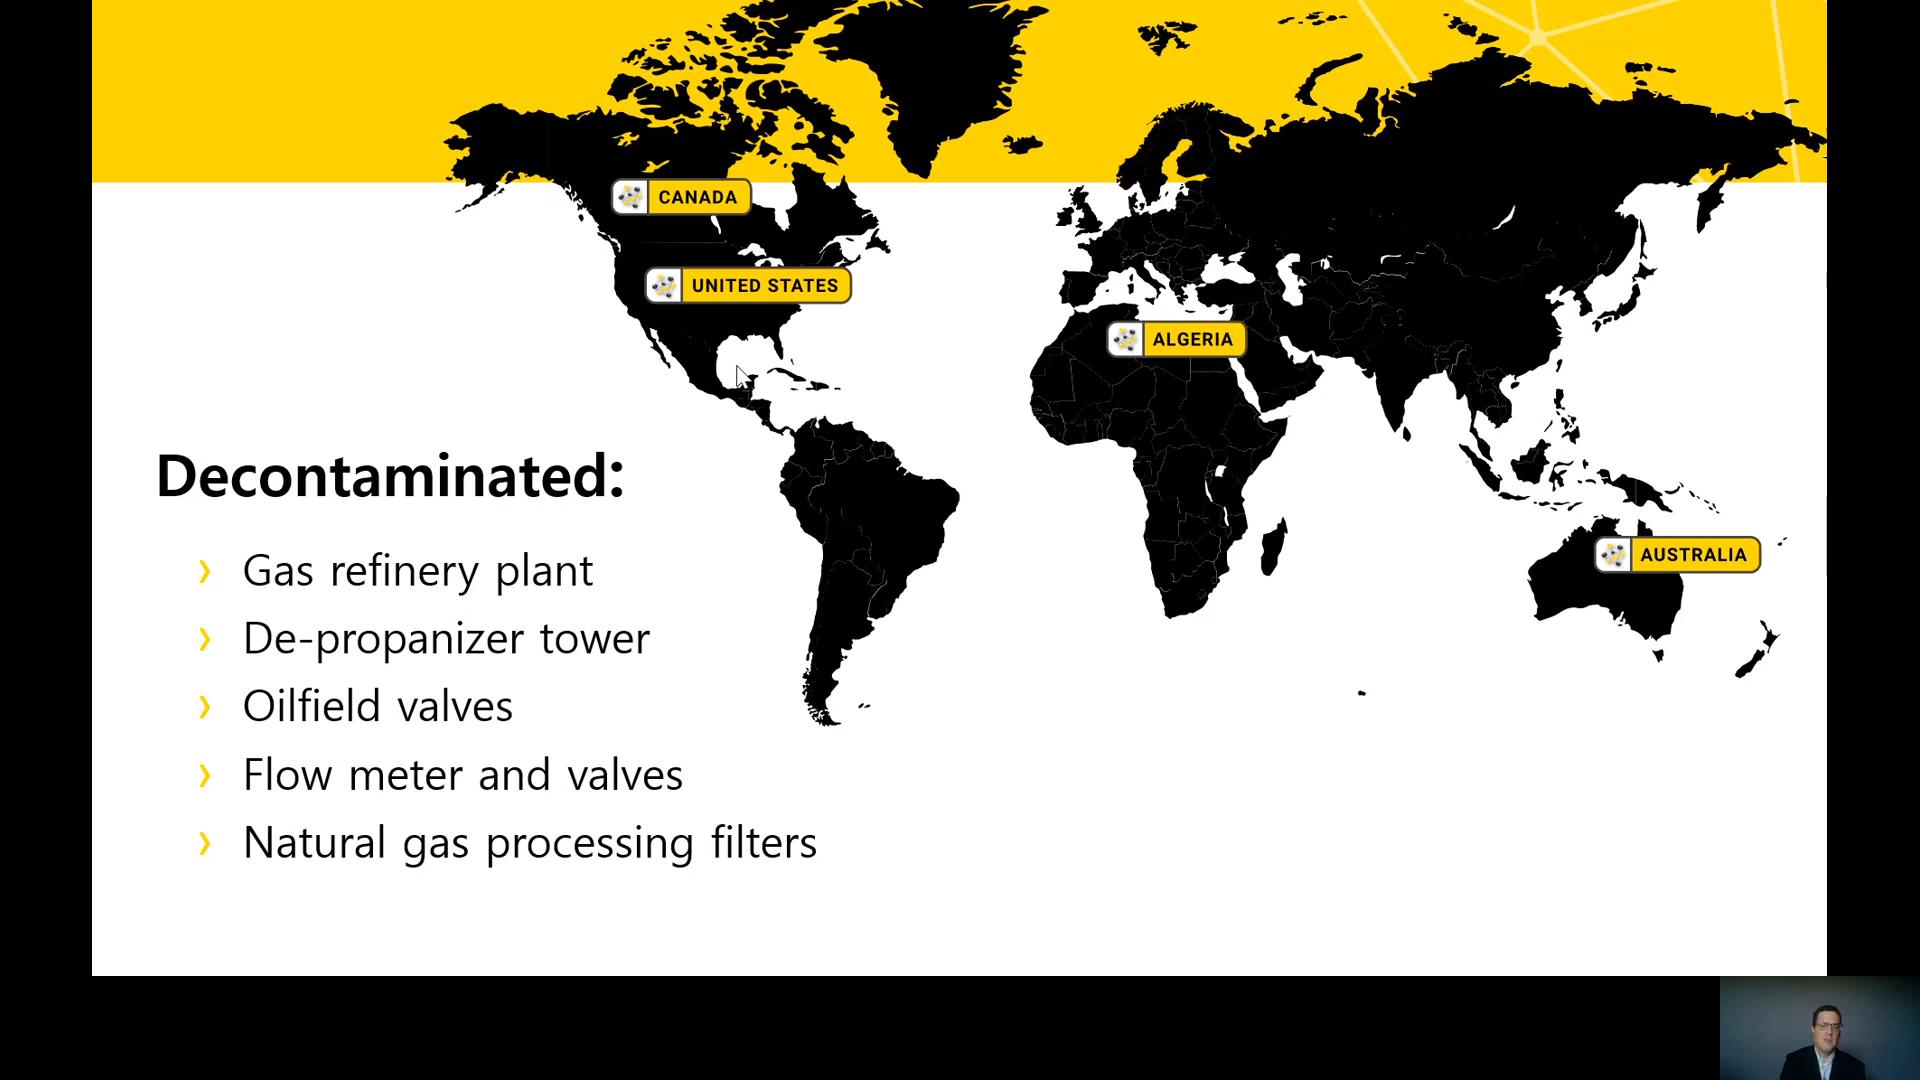 CANADA
UNITED STATES
ALGERIA
AUSTRALIA
Decontaminated:
› Gas refinery plant
› De-propanizer tower
› Oilfield valves
› Flow meter and valves
› Natural gas processing filters